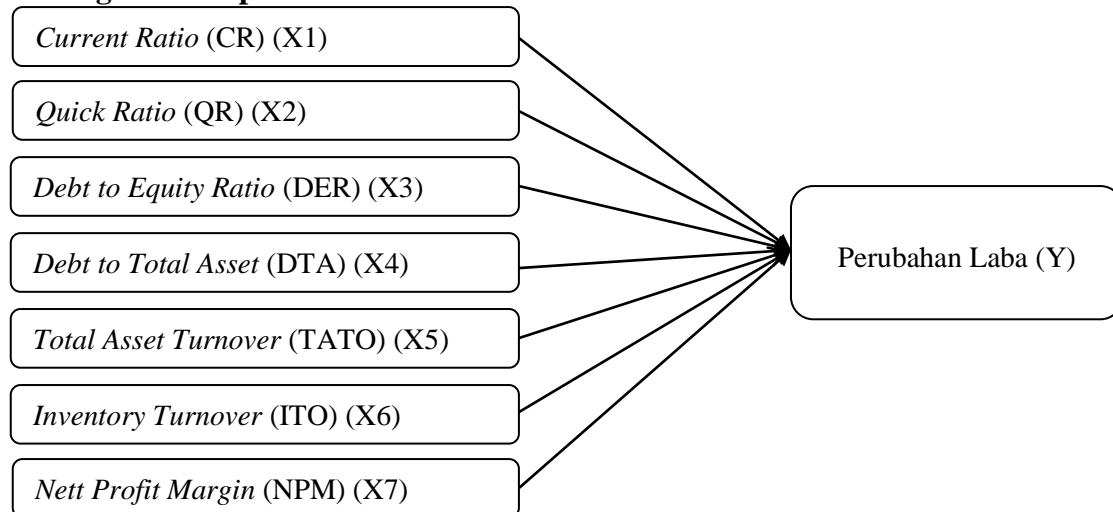 Current Ratio (CR) (X1)
Quick Ratio (QR) (X2)
Debt to Equity Ratio (DER) (X3)
Debt to Total Asset (DTA) (X4)
Perubahan Laba (Y)
Total Asset Turnover (TATO) (X5)
Inventory Turnover (ITO) (X6)
Nett Profit Margin (NPM) (X7)